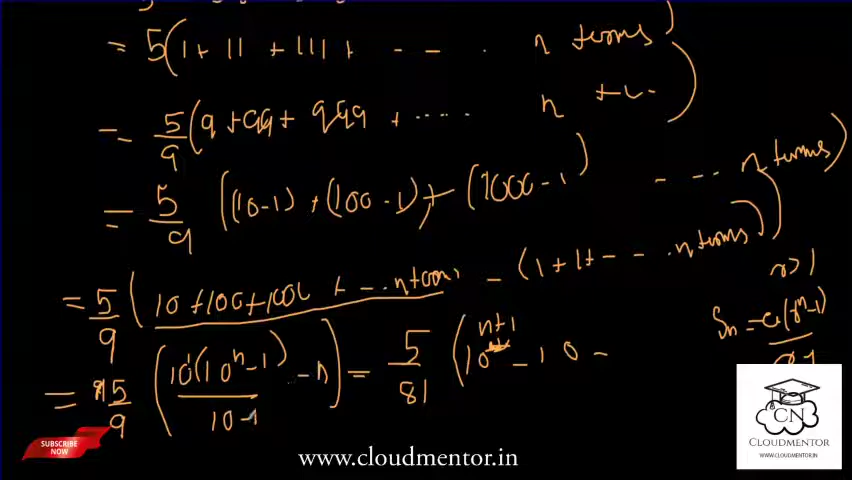 = 5(1 + 11 + 111 + - - . n terms)
= 5/9 (9 + 99 + 999 + ..... n te..)
= 5/9 ((10-1) + (100-1) + (1000-1) - - .. n terms)
= 5/9 (10 + 100 + 1000 + - .. n terms - (1 + 1 + - - . n terms))
r > 1
Sn = a(r^n-1)
= 5/9 (10(10^n - 1)/10-1 - n) = 5/81 (10^n+1 - 10 -
SUBSCRIBE NOW
CN
CLOUDMENTOR
WWW.CLOUDMENTOR.IN
www.cloudmentor.in